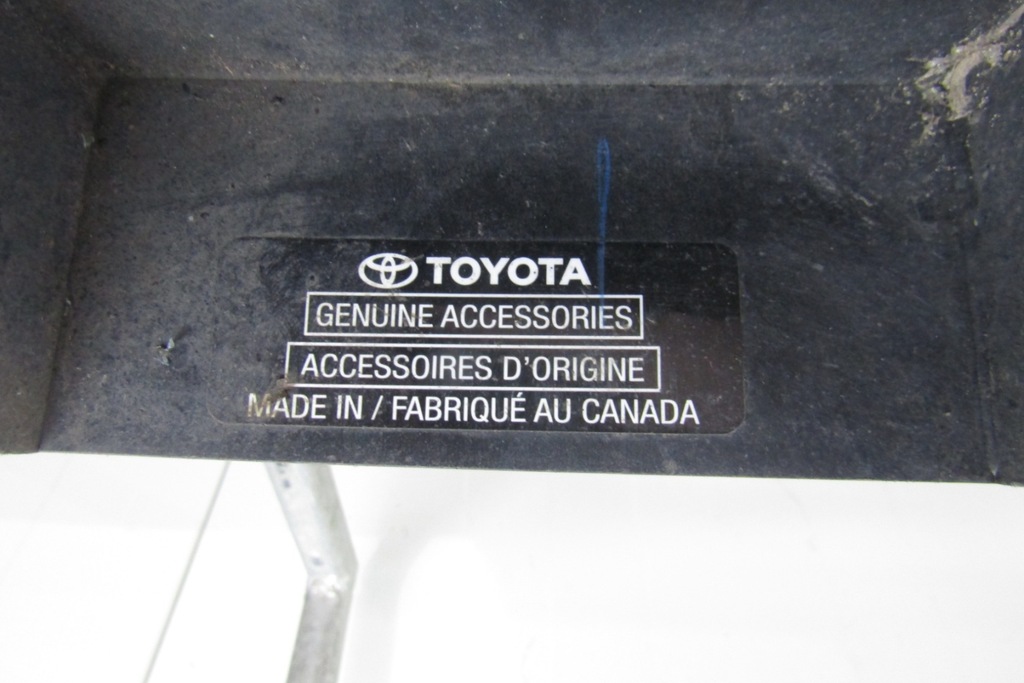 TOYOTA
GENUINE ACCESSORIES
ACCESSOIRES D'ORIGINE
MADE IN / FABRIQUÉ AU CANADA